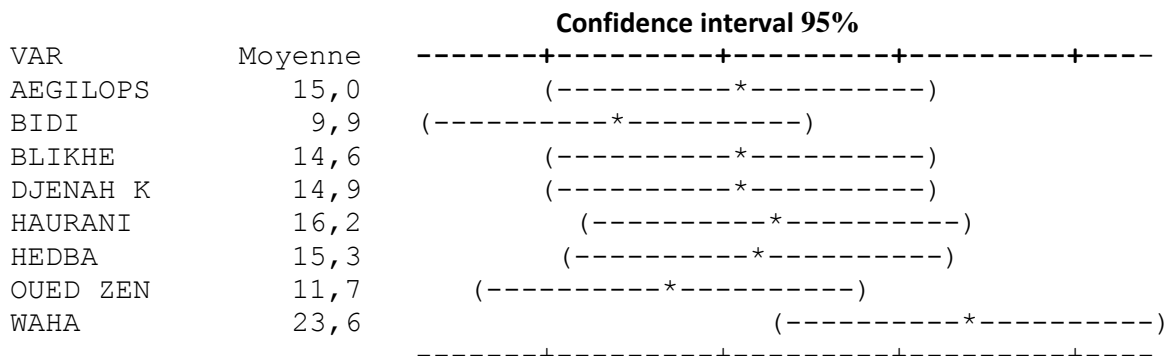 Confidence interval 95%
VAR Moyenne -------+---------+---------+---------+----
AEGILOPS 15,0 (----------*----------)
BIDI 9,9 (----------*----------)
BLIKHE 14,6 (----------*----------)
DJENAH K 14,9 (----------*----------)
HAURANI 16,2 (----------*----------)
HEDBA 15,3 (----------*----------)
OUED ZEN 11,7 (----------*----------)
WAHA 23,6 (----------*----------)
-------+---------+---------+---------+----